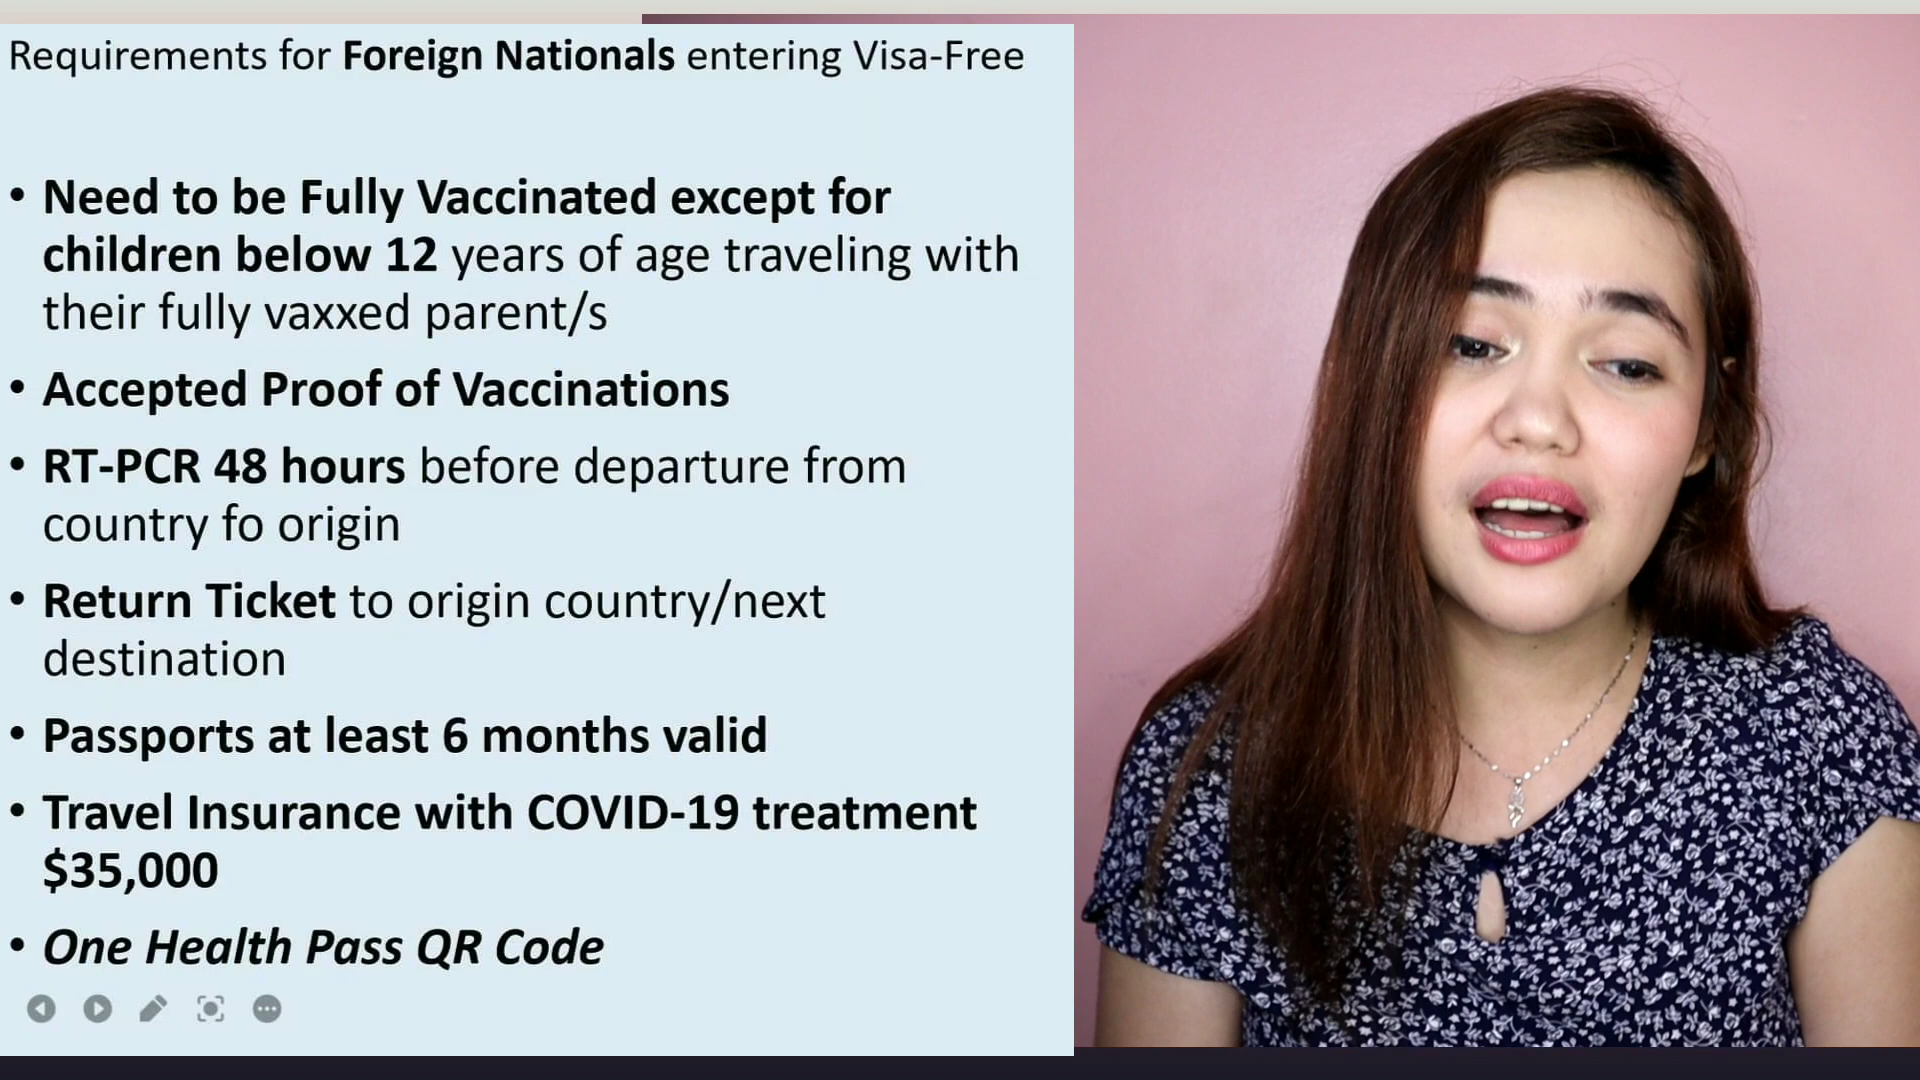 Requirements for Foreign Nationals entering Visa-Free
• Need to be Fully Vaccinated except for
children below 12 years of age traveling with
their fully vaxxed parent/s
• Accepted Proof of Vaccinations
• RT-PCR 48 hours before departure from
country fo origin
• Return Ticket to origin country/next
destination
• Passports at least 6 months valid
• Travel Insurance with COVID-19 treatment
$35,000
• One Health Pass QR Code